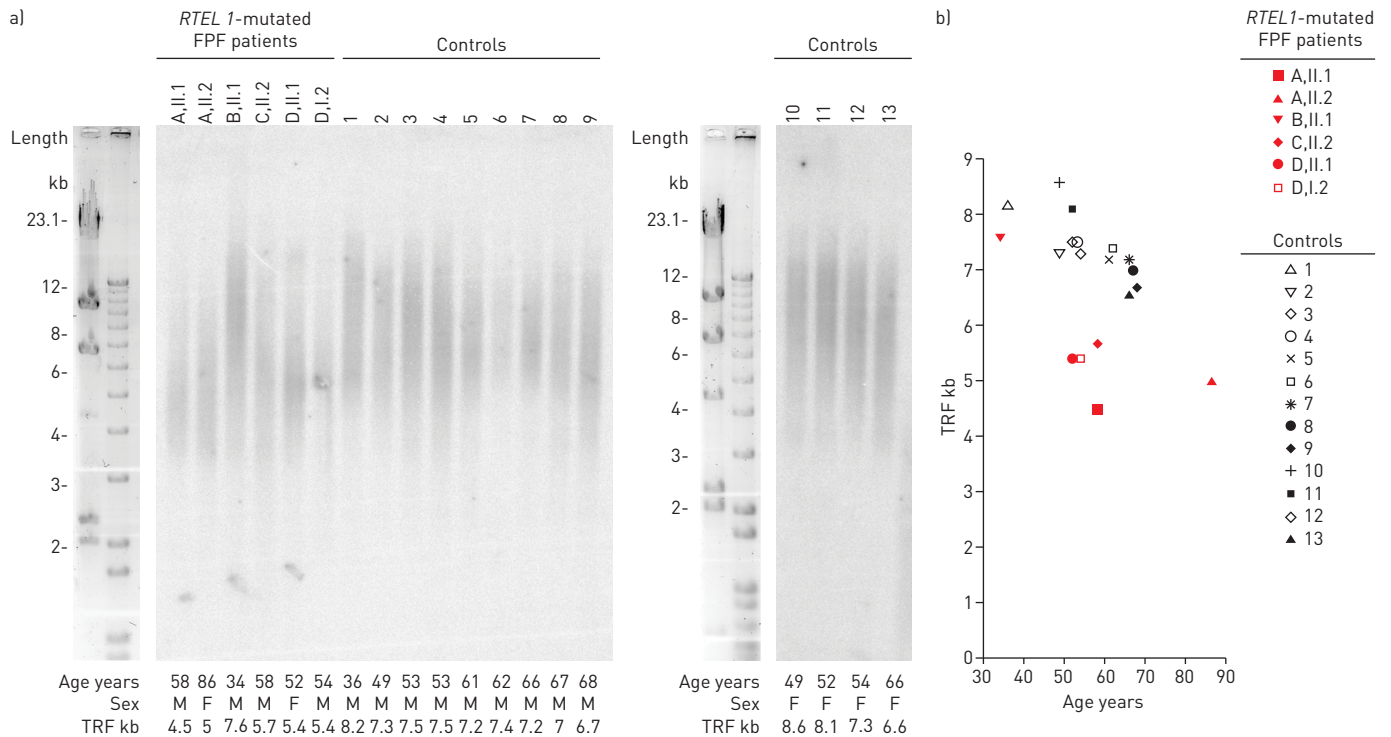 a)
RTEL 1-mutated
FPF patients
Controls
A,II.1 A,II.2 B,II.1 C,II.2 D,II.1 D,I.2 1 2 3 4 5 6 7 8 9
Length
kb
23.1-
12-
8-
6-
4-
3-
2-
Age years 58 86 34 58 52 54 36 49 53 53 61 62 66 67 68
Sex M F M M F M M M M M M M M M M
TRF kb 4.5 5 7.6 5.7 5.4 5.4 8.2 7.3 7.5 7.5 7.2 7.4 7.2 7 6.7
Controls
10 11 12 13
Length
kb
23.1-
12-
8-
6-
4-
3-
2-
Age years 49 52 54 66
Sex F F F F
TRF kb 8.6 8.1 7.3 6.6
b)
TRF kb
9
8
7
6
5
4
3
2
1
0
30 40 50 60 70 80 90
Age years
RTEL1-mutated
FPF patients
A,II.1
A,II.2
B,II.1
C,II.2
D,II.1
D,I.2
Controls
1
2
3
4
5
6
7
8
9
10
11
12
13